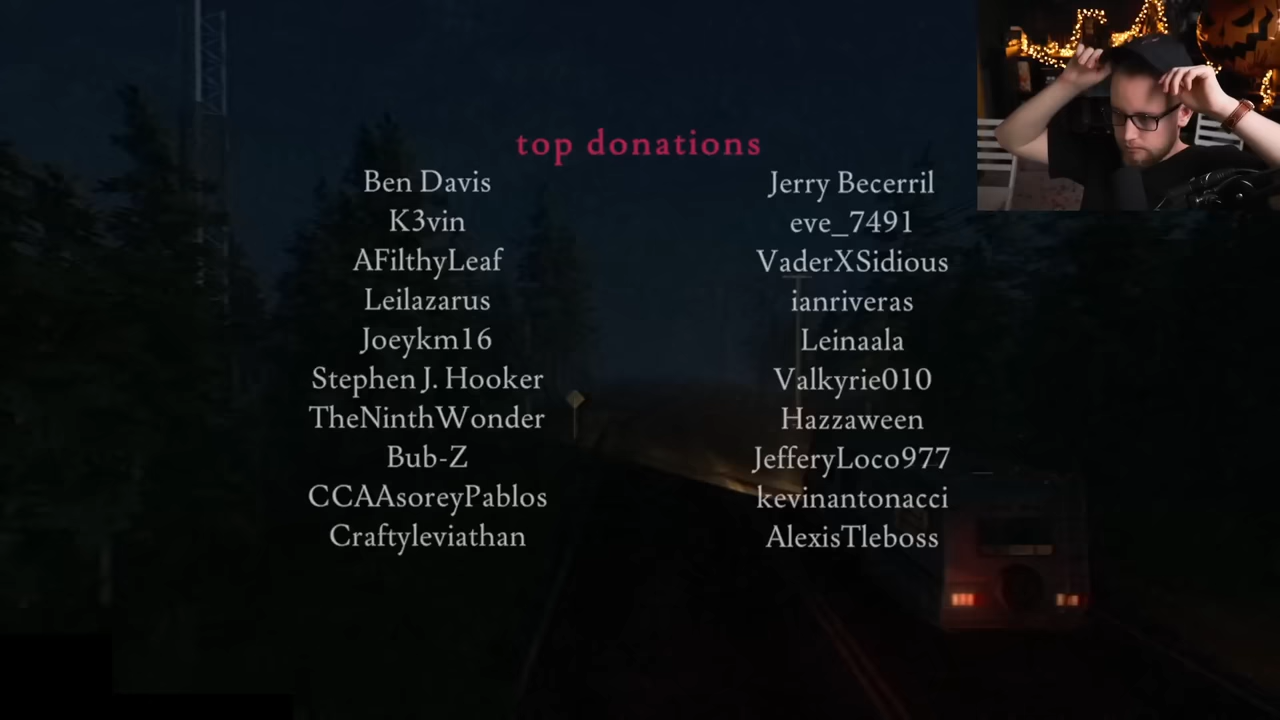 top donations
Ben Davis
K3vin
AFilthyLeaf
Leilazarus
Joeykm16
Stephen J. Hooker
TheNinthWonder
Bub-Z
CCAAsoreyPablos
Craftyleviathan
Jerry Becerril
eve_7491
VaderXSidious
ianriveras
Leinaala
Valkyrie010
Hazzaween
JefferyLoco977
kevinantonacci
AlexisTleboss